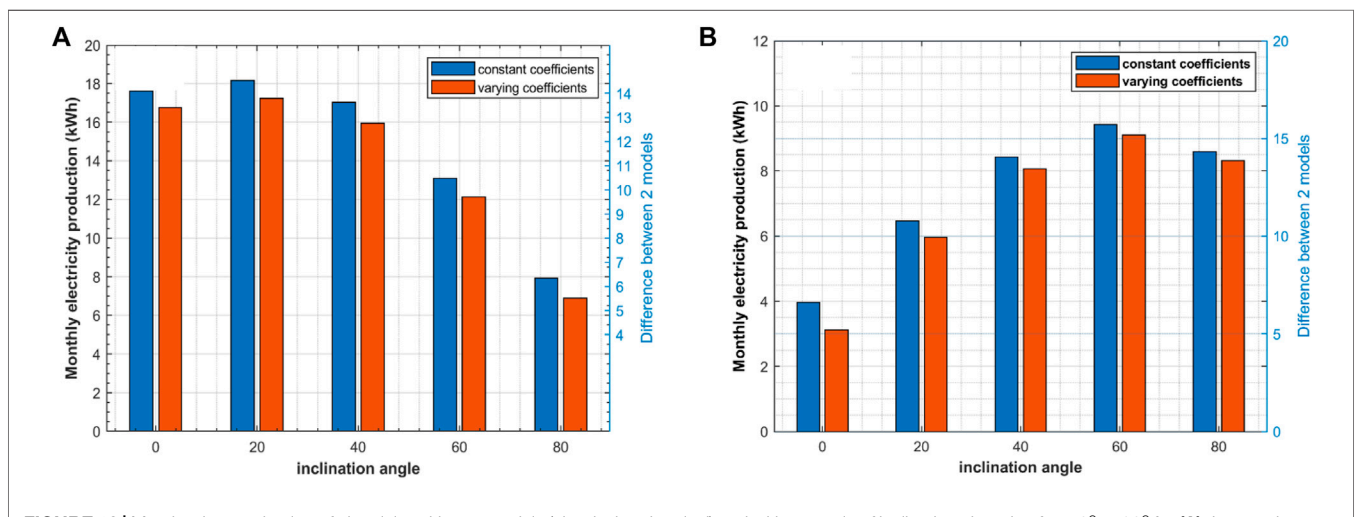 A
Monthly electricity production (kWh)
20
18
16
14
12
10
8
6
4
2
0
constant coefficients
varying coefficients
14
13
12
11
10
9
8
7
6
5
4
Difference between 2 models
0 20 40 60 80
inclination angle
B
Monthly electricity production (kWh)
12
10
8
6
4
2
0
constant coefficients
varying coefficients
20
15
10
5
0
Difference between 2 models
0 20 40 60 80
inclination angle